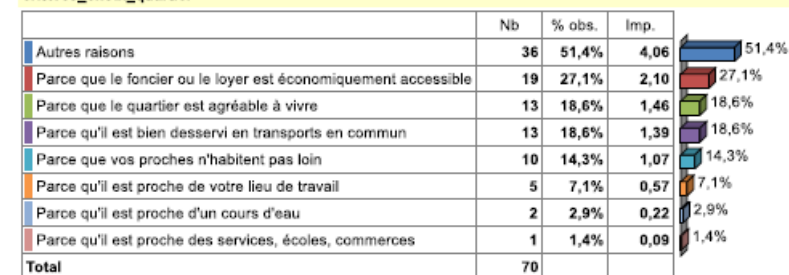 Nb % obs. Imp.
Autres raisons 36 51,4% 4,06 51,4%
Parce que le foncier ou le loyer est économiquement accessible 19 27,1% 2,10 27,1%
Parce que le quartier est agréable à vivre 13 18,6% 1,46 18,6%
Parce qu'il est bien desservi en transports en commun 13 18,6% 1,39 18,6%
Parce que vos proches n'habitent pas loin 10 14,3% 1,07 14,3%
Parce qu'il est proche de votre lieu de travail 5 7,1% 0,57 7,1%
Parce qu'il est proche d'un cours d'eau 2 2,9% 0,22 2,9%
Parce qu'il est proche des services, écoles, commerces 1 1,4% 0,09 1,4%
Total 70